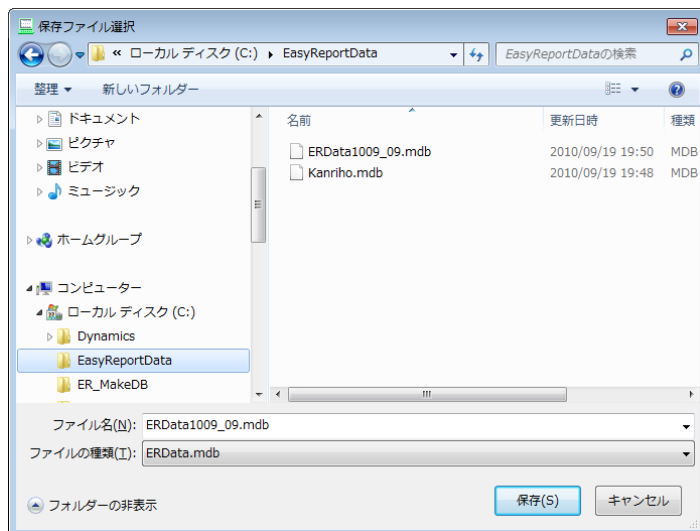 保存ファイル選択
« ローカル ディスク (C:) ▸ EasyReportData
EasyReportDataの検索
整理 ▼ 新しいフォルダー
ドキュメント
ピクチャ
ビデオ
ミュージック
ホームグループ
コンピューター
ローカル ディスク (C:)
Dynamics
EasyReportData
ER_MakeDB
名前 更新日時 種類
ERData1009_09.mdb 2010/09/19 19:50 MDB
Kanriho.mdb 2010/09/19 19:48 MDB
ファイル名(N): ERData1009_09.mdb
ファイルの種類(T): ERData.mdb
フォルダーの非表示
保存(S) キャンセル